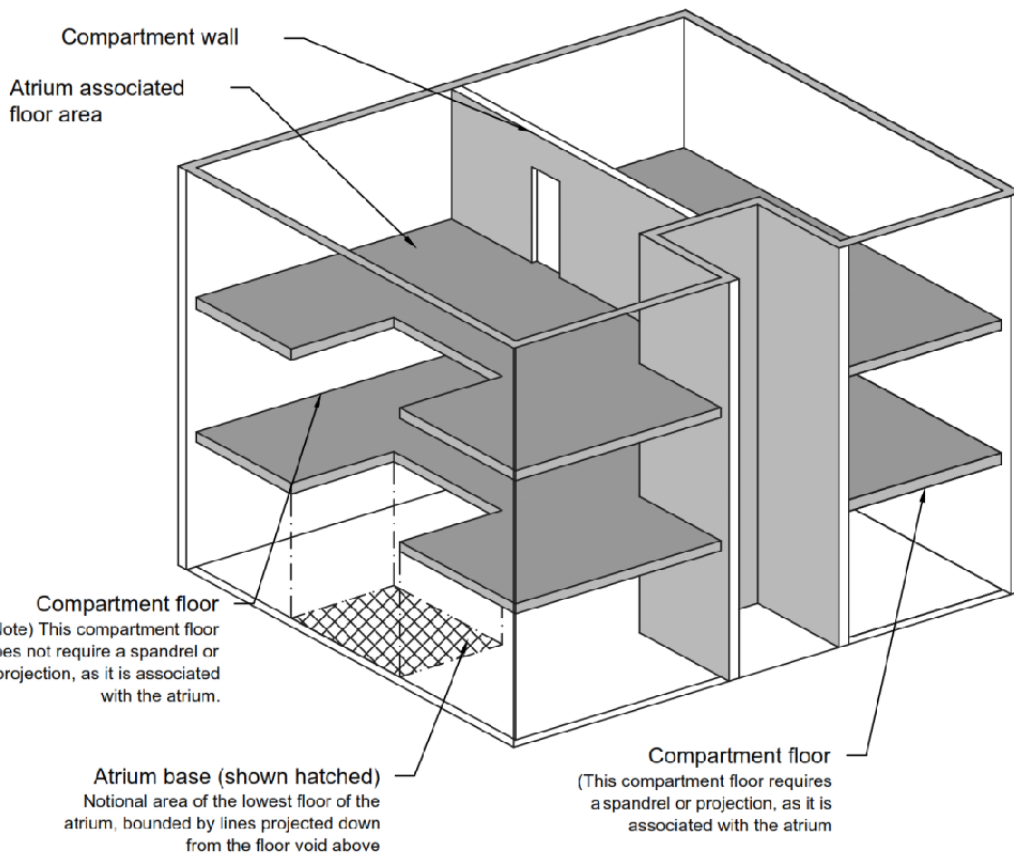 Compartment wall
Atrium associated
floor area
Compartment floor
Note) This compartment floor
oes not require a spandrel or
projection, as it is associated
with the atrium.
Atrium base (shown hatched)
Notional area of the lowest floor of the
atrium, bounded by lines projected down
from the floor void above
Compartment floor
(This compartment floor requires
a spandrel or projection, as it is
associated with the atrium